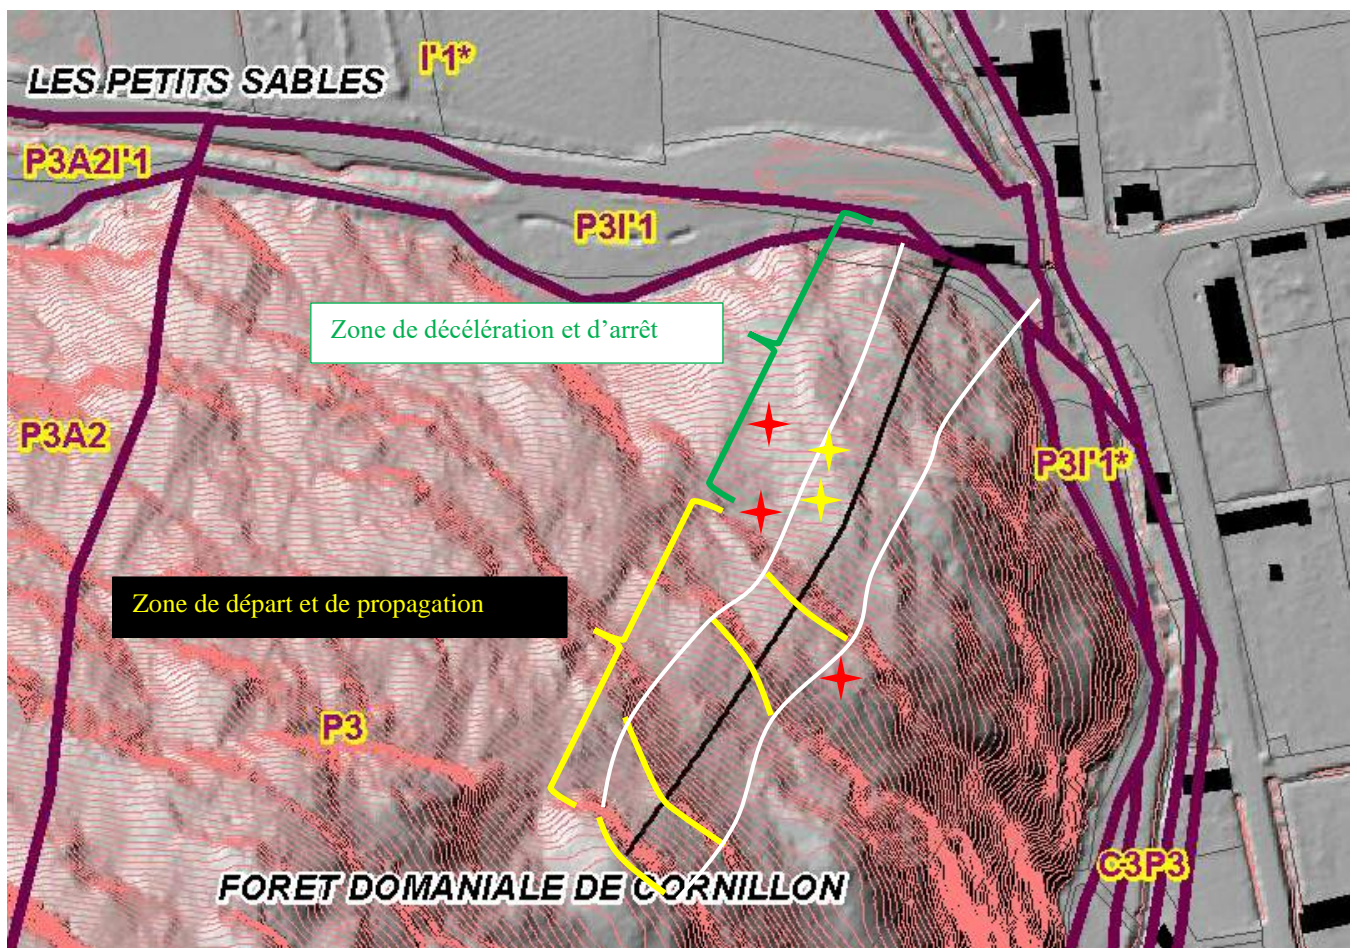 I'1*
LES PETITS SABLES
P3A2I'1
P3I'1
Zone de décélération et d'arrêt
P3A2
P3I'1*
Zone de départ et de propagation
P3
C3P3
FORET DOMANIALE DE CORNILLON